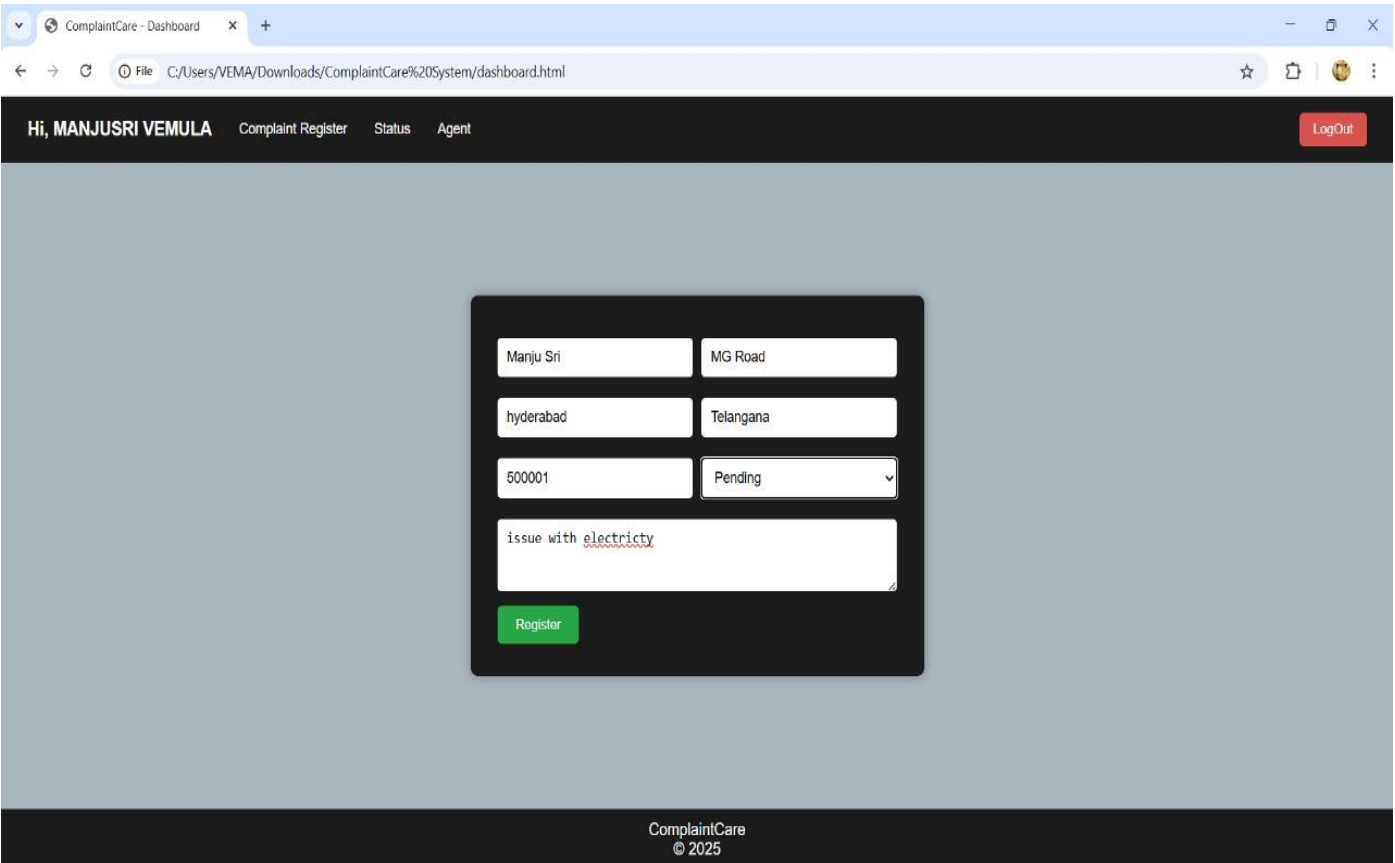 ComplaintCare - Dashboard
File C:/Users/VEMA/Downloads/ComplaintCare%20System/dashboard.html
Hi, MANJUSRI VEMULA Complaint Register Status Agent LogOut
Manju Sri MG Road
hyderabad Telangana
500001 Pending
issue with electricty
Register
ComplaintCare
© 2025